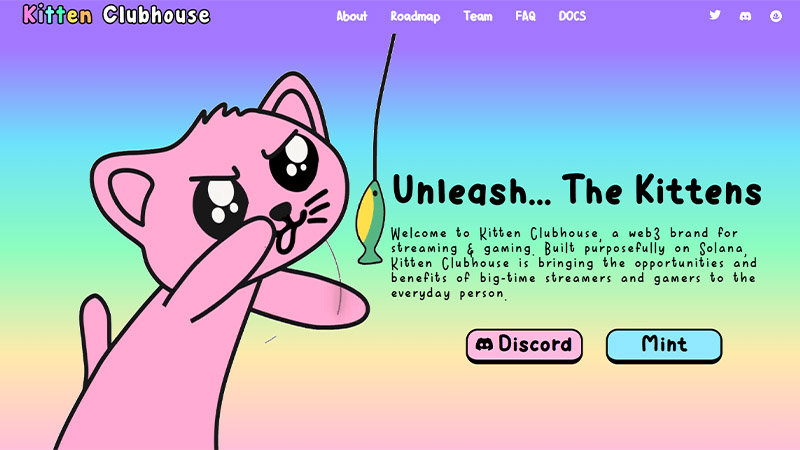 Kitten Clubhouse
About Roadmap Team FAQ DOCS
Unleash... The Kittens
Welcome to Kitten Clubhouse, a web3 brand for
streaming & gaming. Built purposefully on Solana,
Kitten Clubhouse is bringing the opportunities and
benefits of big-time streamers and gamers to the
everyday person.
Discord
Mint